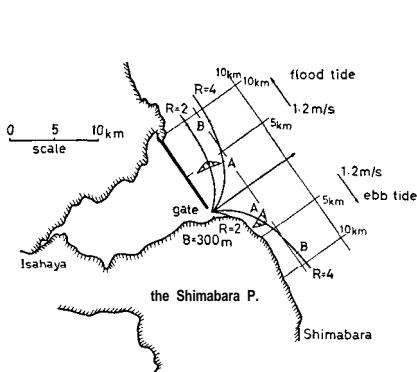 10km 10km flood tide
R=4
R=2
1.2m/s
B
0 5 10km
scale
5km
A
1.2m/s
ebb tide
gate
A
5km
R=2
B=300m
B
10km
Isahaya
R=4
the Shimabara P.
Shimabara